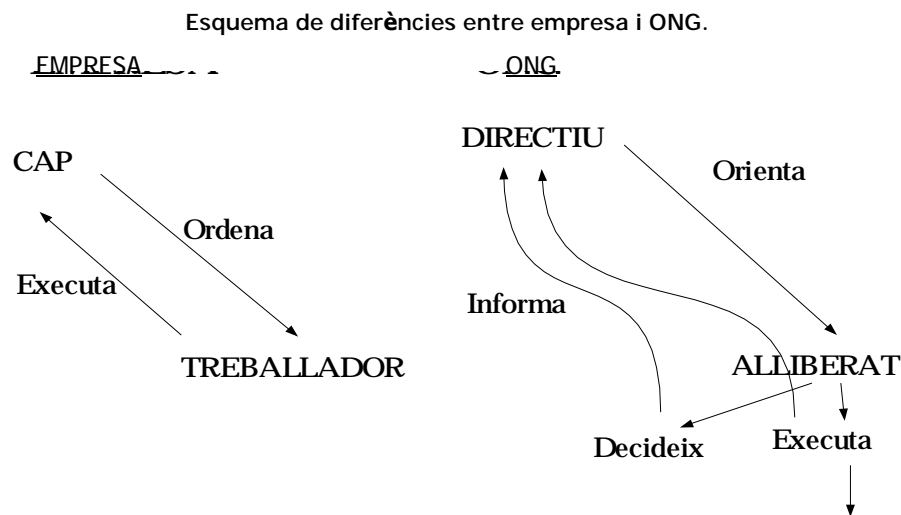 Esquema de diferències entre empresa i ONG.
EMPRESA
ONG.
DIRECTIU
CAP
Orienta
Ordena
Executa
Informa
TREBALLADOR
ALLIBERAT
Decideix
Executa